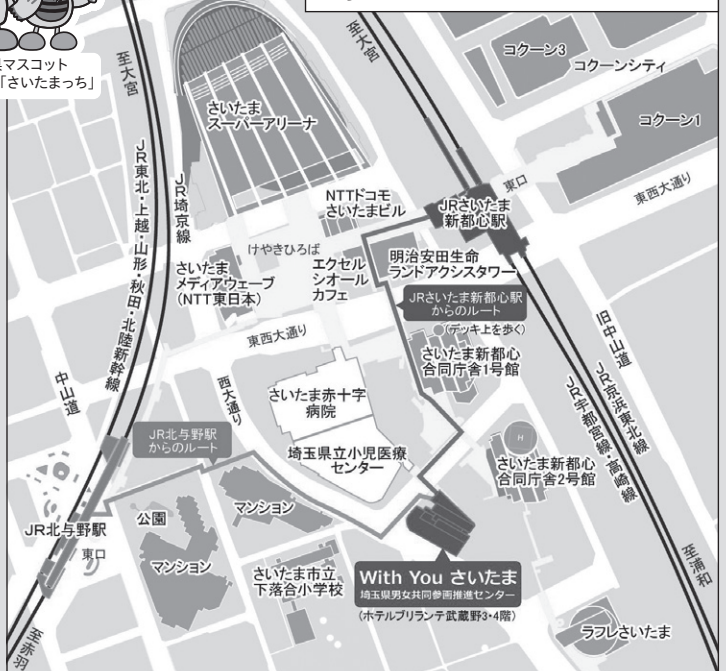 マスコット
「さいたまっち」
至大宮
至大宮
コクーン3
コクーンシティ
コクーン1
さいたま
スーパーアリーナ
JR東北・上越・山形・秋田・北陸新幹線
JR埼京線
NTTドコモ
さいたまビル
JRさいたま
新都心駅
東口
東西大通り
けやきひろば
さいたま
メディアウェーブ
（NTT東日本）
エクセル
シオール
カフェ
明治安田生命
ランドアクシスタワー
JRさいたま新都心駅
からのルート
（デッキ上を歩く）
東西大通り
さいたま新都心
合同庁舎1号館
旧中山道
JR京浜東北線
JR宇都宮線・高崎線
中山道
西大通り
さいたま赤十字
病院
JR北与野駅
からのルート
埼玉県立小児医療
センター
H
さいたま新都心
合同庁舎2号館
マンション
公園
JR北与野駅
東口
マンション
さいたま市立
下落合小学校
With You さいたま
埼玉県男女共同参画推進センター
（ホテルブリランテ武蔵野3・4階）
至浦和
ラフレさいたま
至赤羽